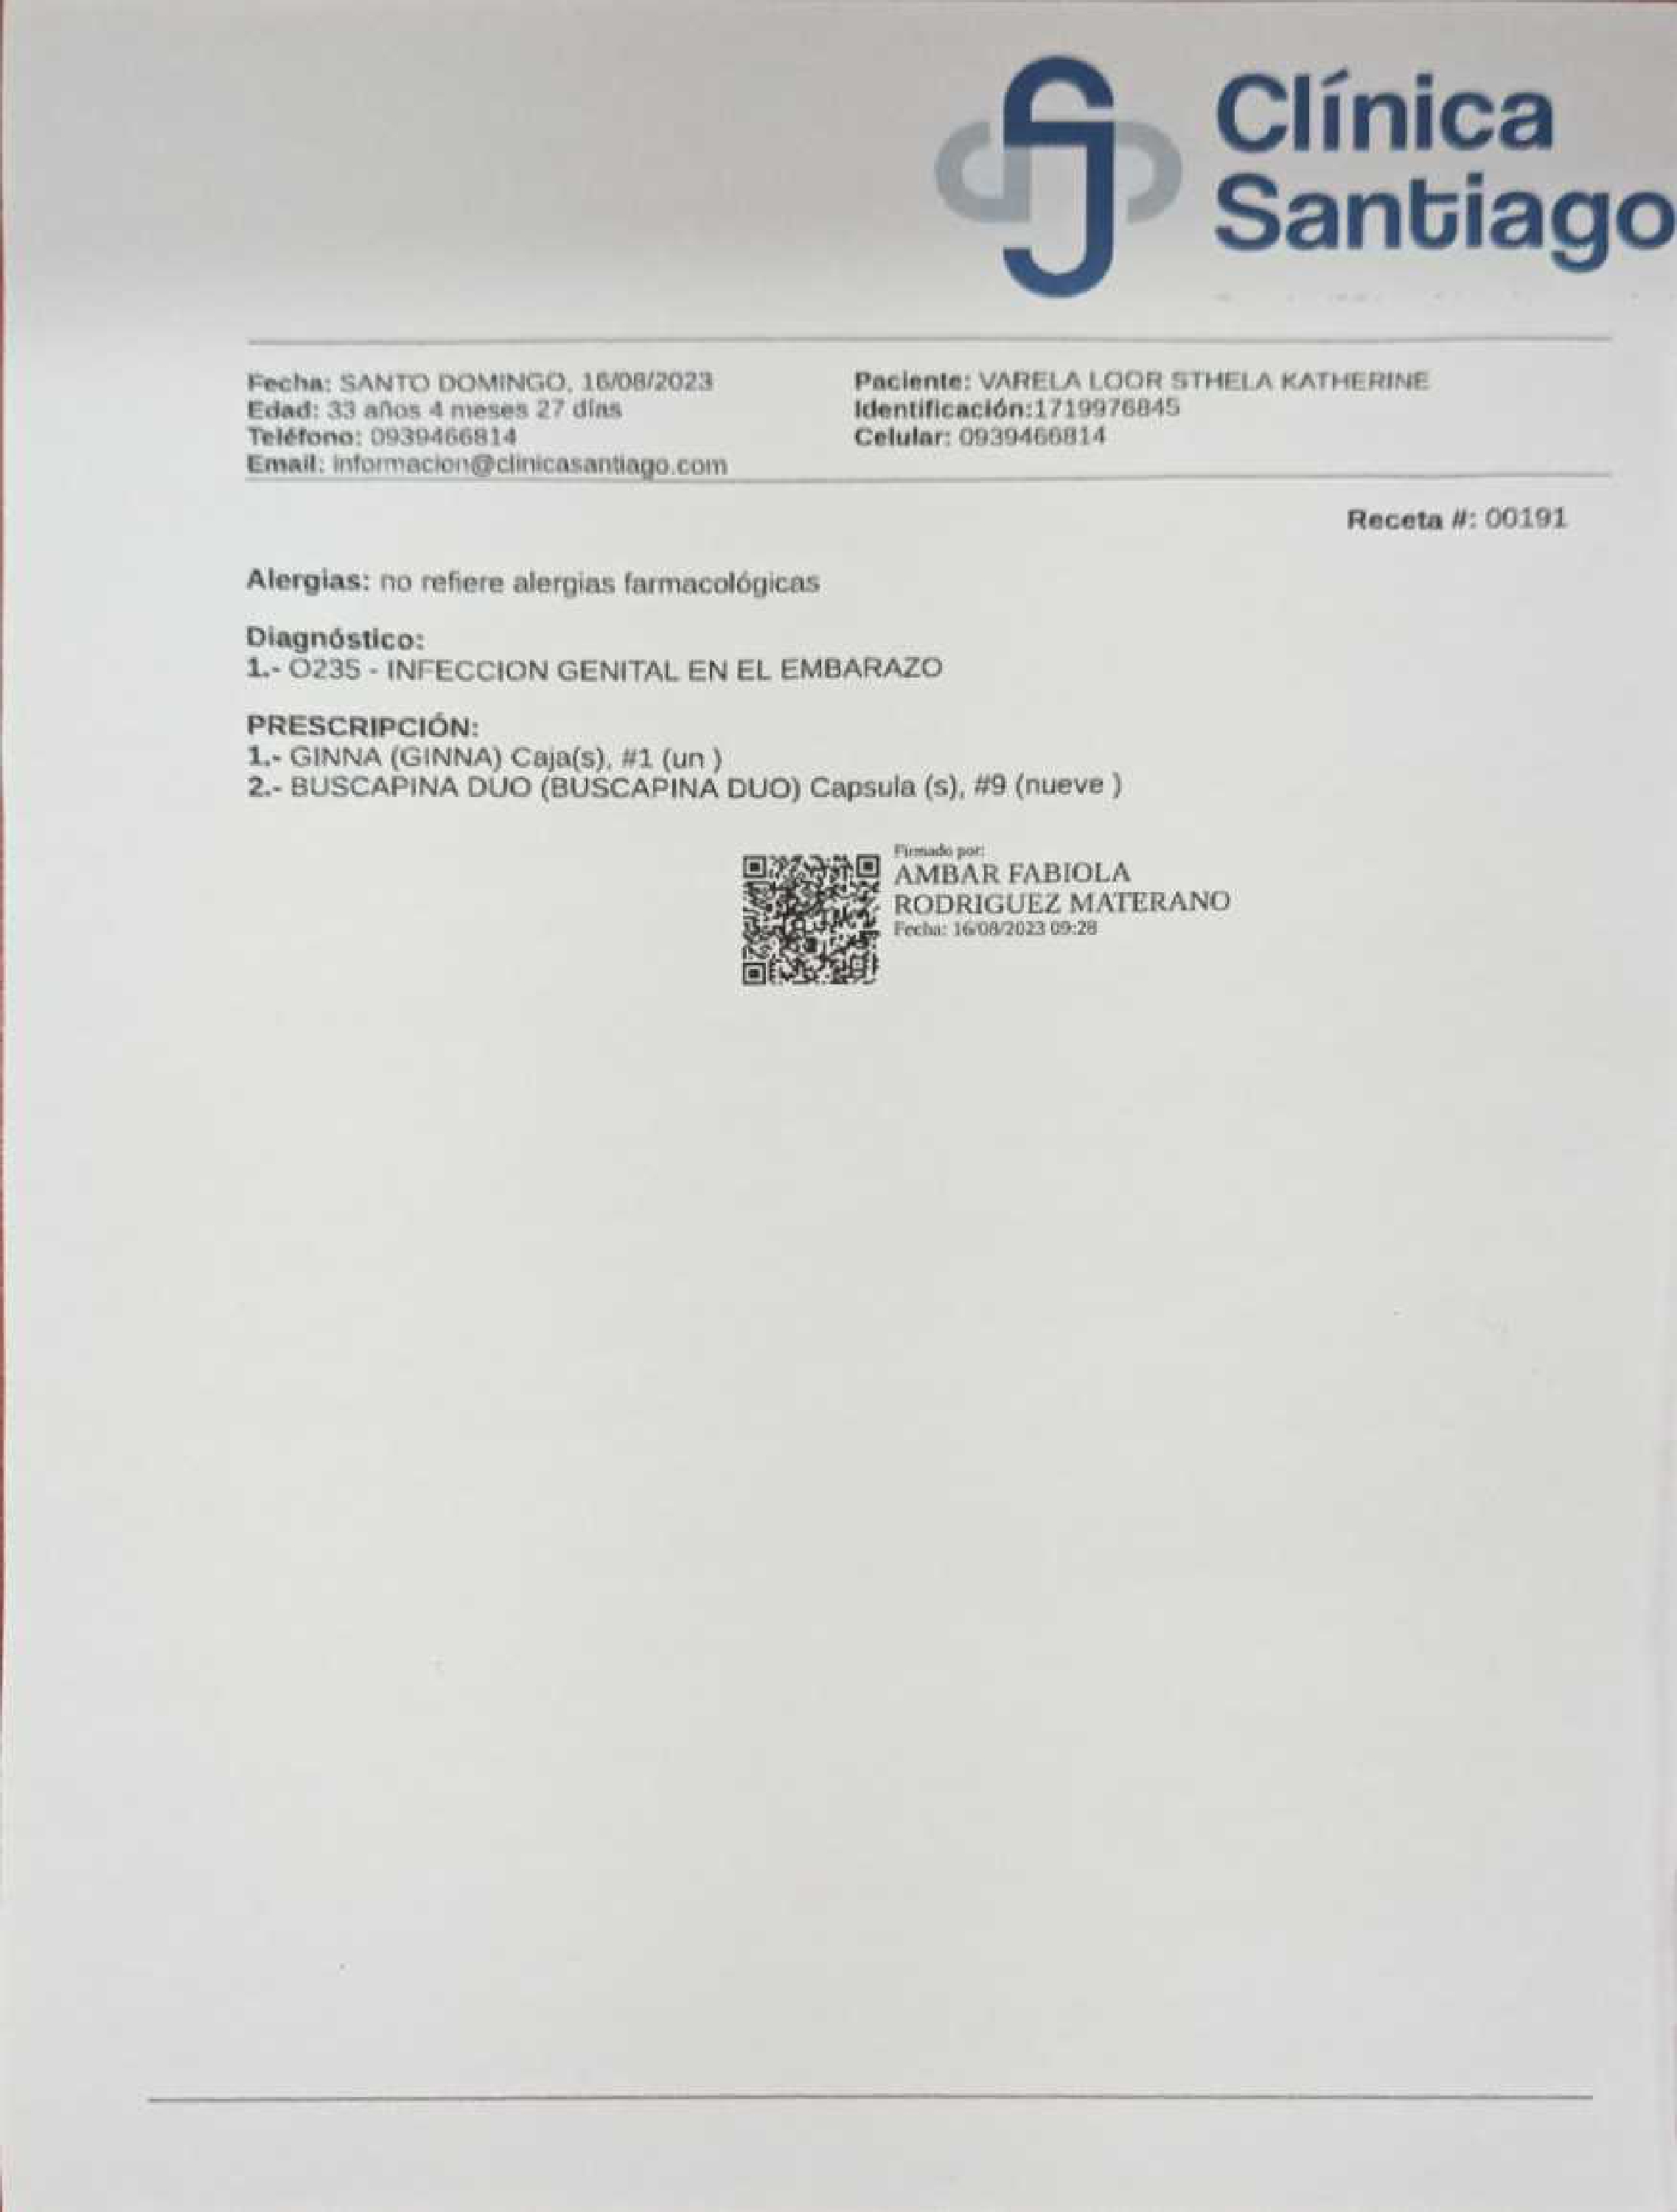 Clínica
Santiago
Fecha: SANTO DOMINGO, 16/08/2023
Edad: 33 años 4 meses 27 días
Teléfono: 0939466814
Email: informacion@clinicasantiago.com
Paciente: VARELA LOOR STHELA KATHERINE
Identificación:1719976845
Celular: 0939466814
Receta #: 00191
Alergias: no refiere alergias farmacológicas
Diagnóstico:
1.- O235 - INFECCION GENITAL EN EL EMBARAZO
PRESCRIPCIÓN:
1.- GINNA (GINNA) Caja(s), #1 (un )
2.- BUSCAPINA DUO (BUSCAPINA DUO) Capsula (s), #9 (nueve )
Firmado por:
AMBAR FABIOLA
RODRIGUEZ MATERANO
Fecha: 16/08/2023 09:28